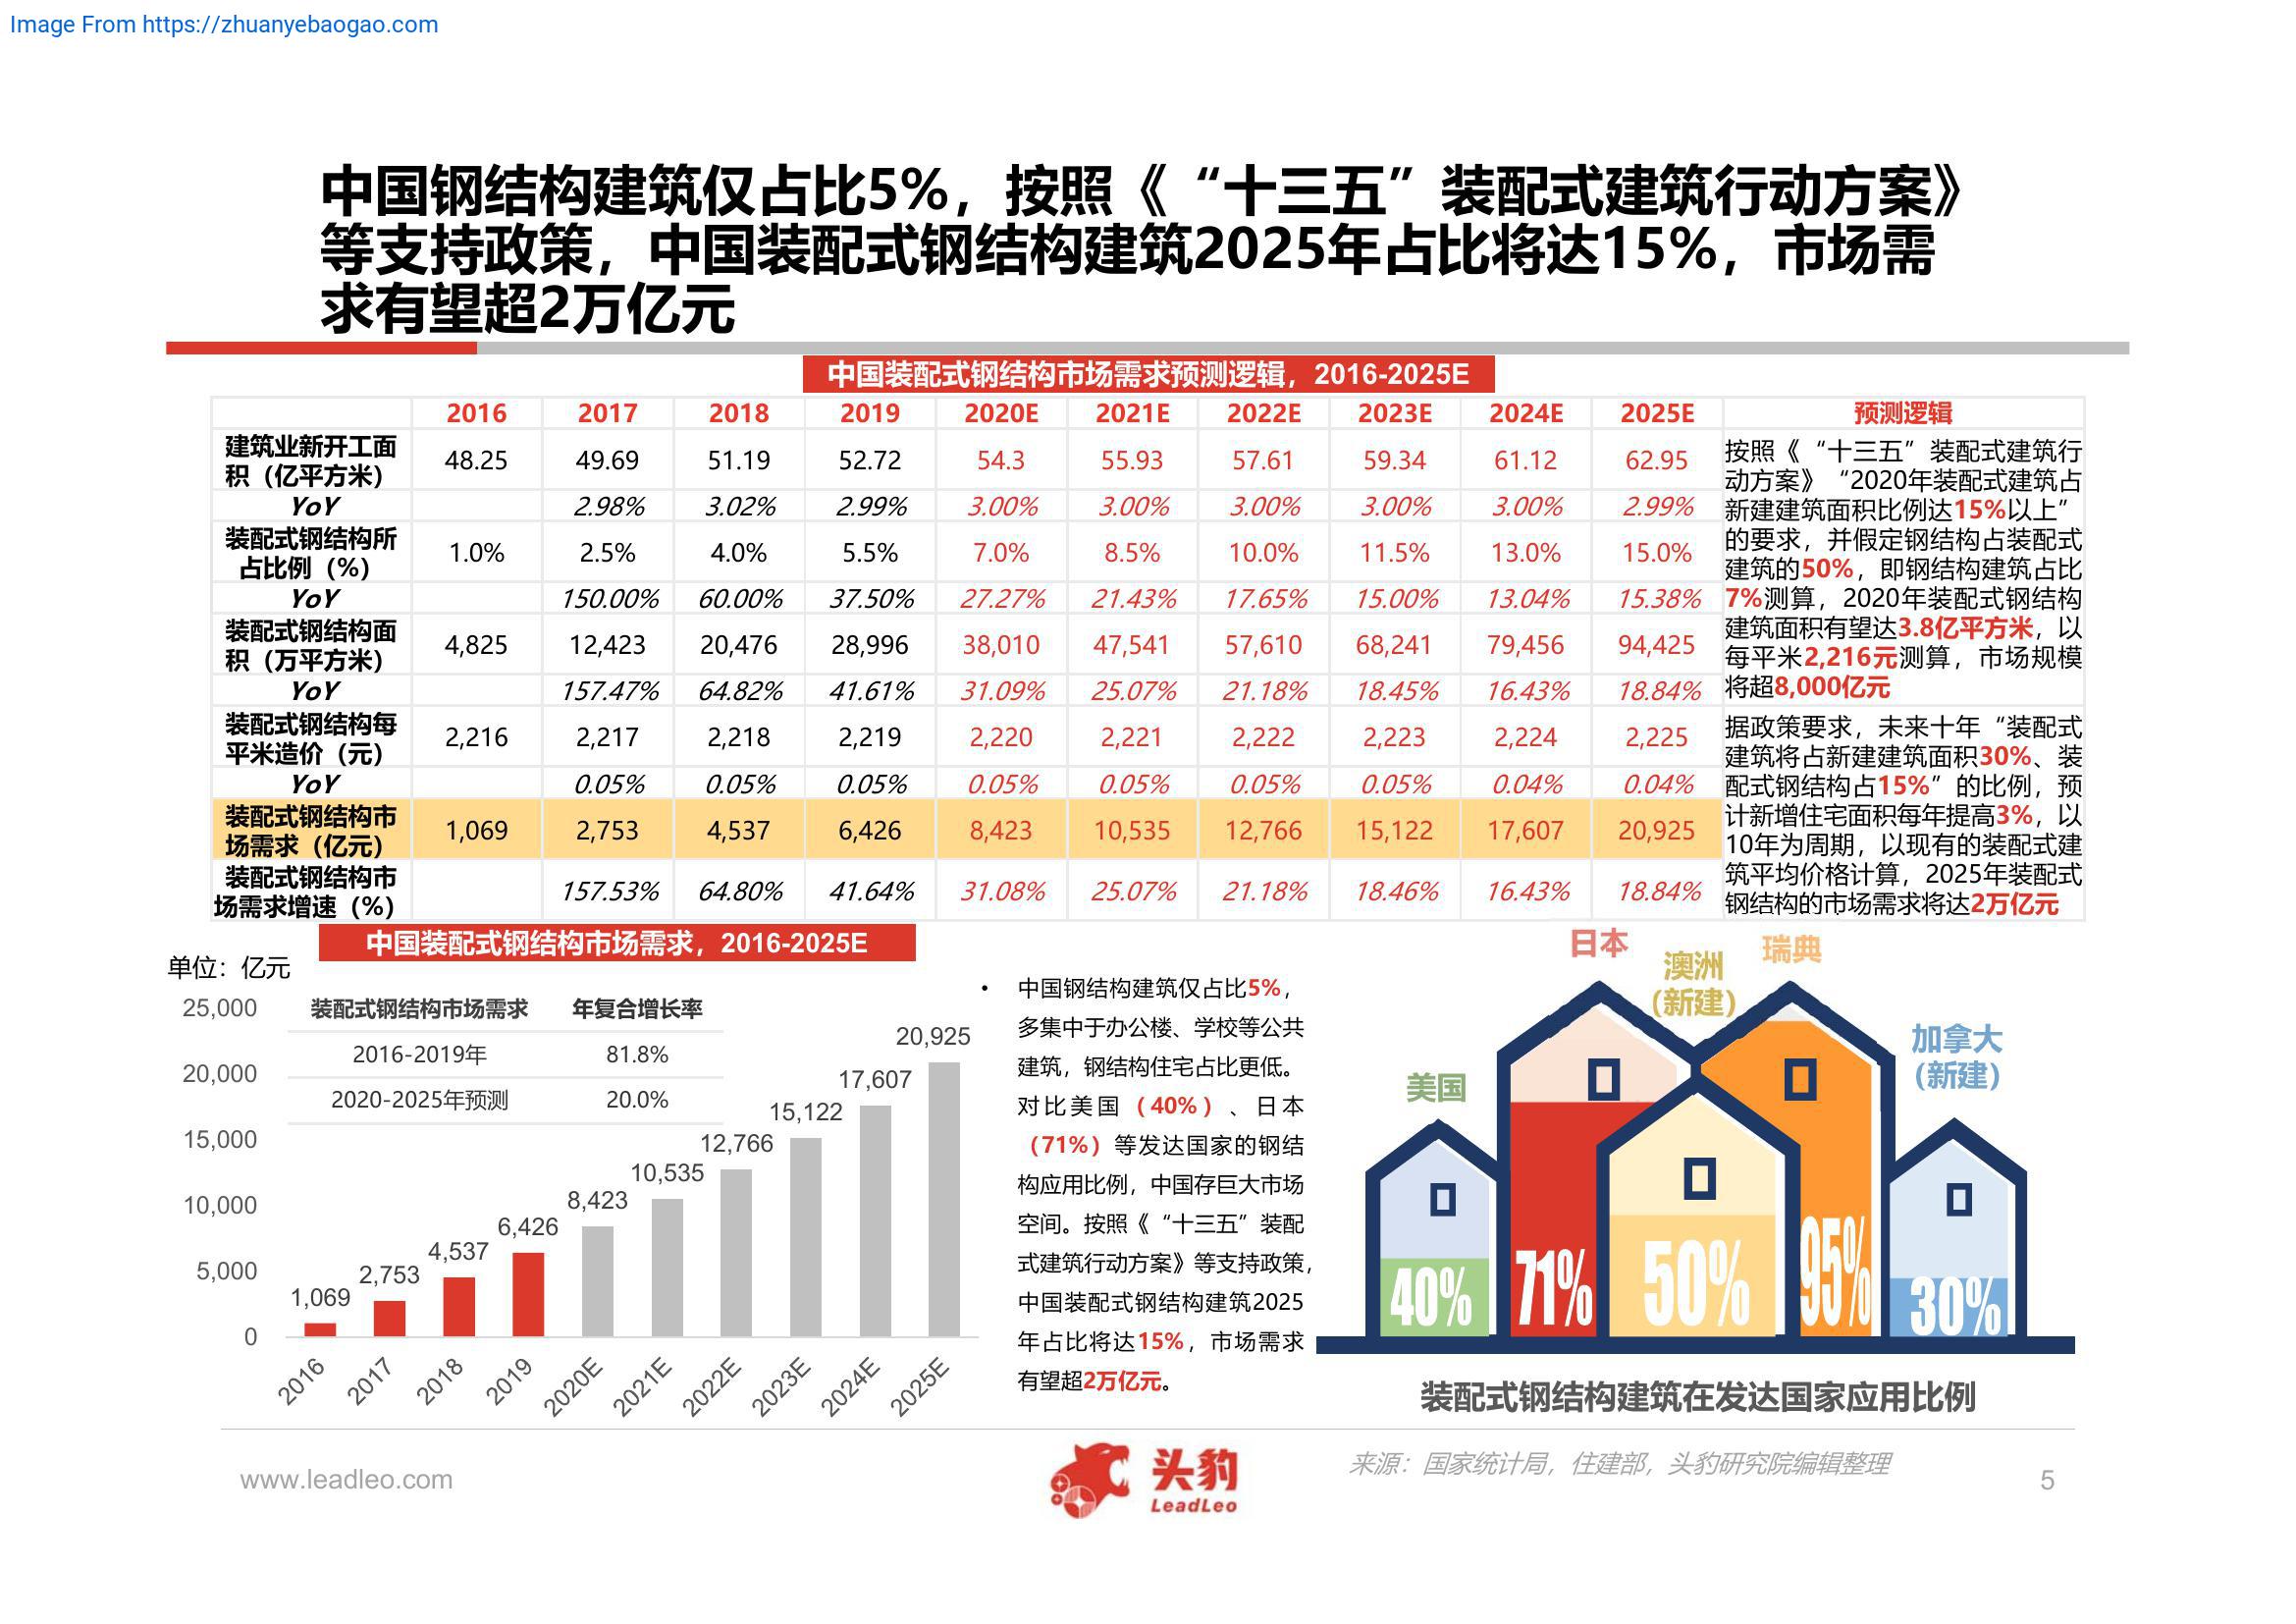 Image From https://zhuanyebaogao.com
中国钢结构建筑仅占比5%，按照《“十三五”装配式建筑行动方案》
等支持政策，中国装配式钢结构建筑2025年占比将达15%，市场需
求有望超2万亿元
中国装配式钢结构市场需求预测逻辑，2016-2025E
2016 2017 2018 2019 2020E 2021E 2022E 2023E 2024E 2025E 预测逻辑
建筑业新开工面
积（亿平方米） 48.25 49.69 51.19 52.72 54.3 55.93 57.61 59.34 61.12 62.95
YoY 2.98% 3.02% 2.99% 3.00% 3.00% 3.00% 3.00% 3.00% 2.99%
装配式钢结构所
占比例（%） 1.0% 2.5% 4.0% 5.5% 7.0% 8.5% 10.0% 11.5% 13.0% 15.0%
YoY 150.00% 60.00% 37.50% 27.27% 21.43% 17.65% 15.00% 13.04% 15.38%
装配式钢结构面
积（万平方米） 4,825 12,423 20,476 28,996 38,010 47,541 57,610 68,241 79,456 94,425
YoY 157.47% 64.82% 41.61% 31.09% 25.07% 21.18% 18.45% 16.43% 18.84%
装配式钢结构每
平米造价（元） 2,216 2,217 2,218 2,219 2,220 2,221 2,222 2,223 2,224 2,225
YoY 0.05% 0.05% 0.05% 0.05% 0.05% 0.05% 0.05% 0.04% 0.04%
装配式钢结构市
场需求（亿元） 1,069 2,753 4,537 6,426 8,423 10,535 12,766 15,122 17,607 20,925
装配式钢结构市
场需求增速（%） 157.53% 64.80% 41.64% 31.08% 25.07% 21.18% 18.46% 16.43% 18.84%
按照《“十三五”装配式建筑行
动方案》“2020年装配式建筑占
新建建筑面积比例达15%以上”
的要求，并假定钢结构占装配式
建筑的50%，即钢结构建筑占比
7%测算，2020年装配式钢结构
建筑面积有望达3.8亿平方米，以
每平米2,216元测算，市场规模
将超8,000亿元
据政策要求，未来十年“装配式
建筑将占新建建筑面积30%、装
配式钢结构占15%”的比例，预
计新增住宅面积每年提高3%，以
10年为周期，以现有的装配式建
筑平均价格计算，2025年装配式
钢结构的市场需求将达2万亿元
中国装配式钢结构市场需求，2016-2025E
单位：亿元
装配式钢结构市场需求 年复合增长率
2016-2019年 81.8%
2020-2025年预测 20.0%
25,000
20,000
15,000
10,000
5,000
0
1,069
2,753
4,537
6,426
8,423
10,535
12,766
15,122
17,607
20,925
2016 2017 2018 2019 2020E 2021E 2022E 2023E 2024E 2025E
• 中国钢结构建筑仅占比5%，
多集中于办公楼、学校等公共
建筑，钢结构住宅占比更低。
对比美国（40%）、日本
（71%）等发达国家的钢结
构应用比例，中国存巨大市场
空间。按照《“十三五”装配
式建筑行动方案》等支持政策，
中国装配式钢结构建筑2025
年占比将达15%，市场需求
有望超2万亿元。
美国
日本
澳洲
（新建）
瑞典
加拿大
（新建）
40%
71%
50%
95%
30%
装配式钢结构建筑在发达国家应用比例
www.leadleo.com
头豹
LeadLeo
来源：国家统计局，住建部，头豹研究院编辑整理
5